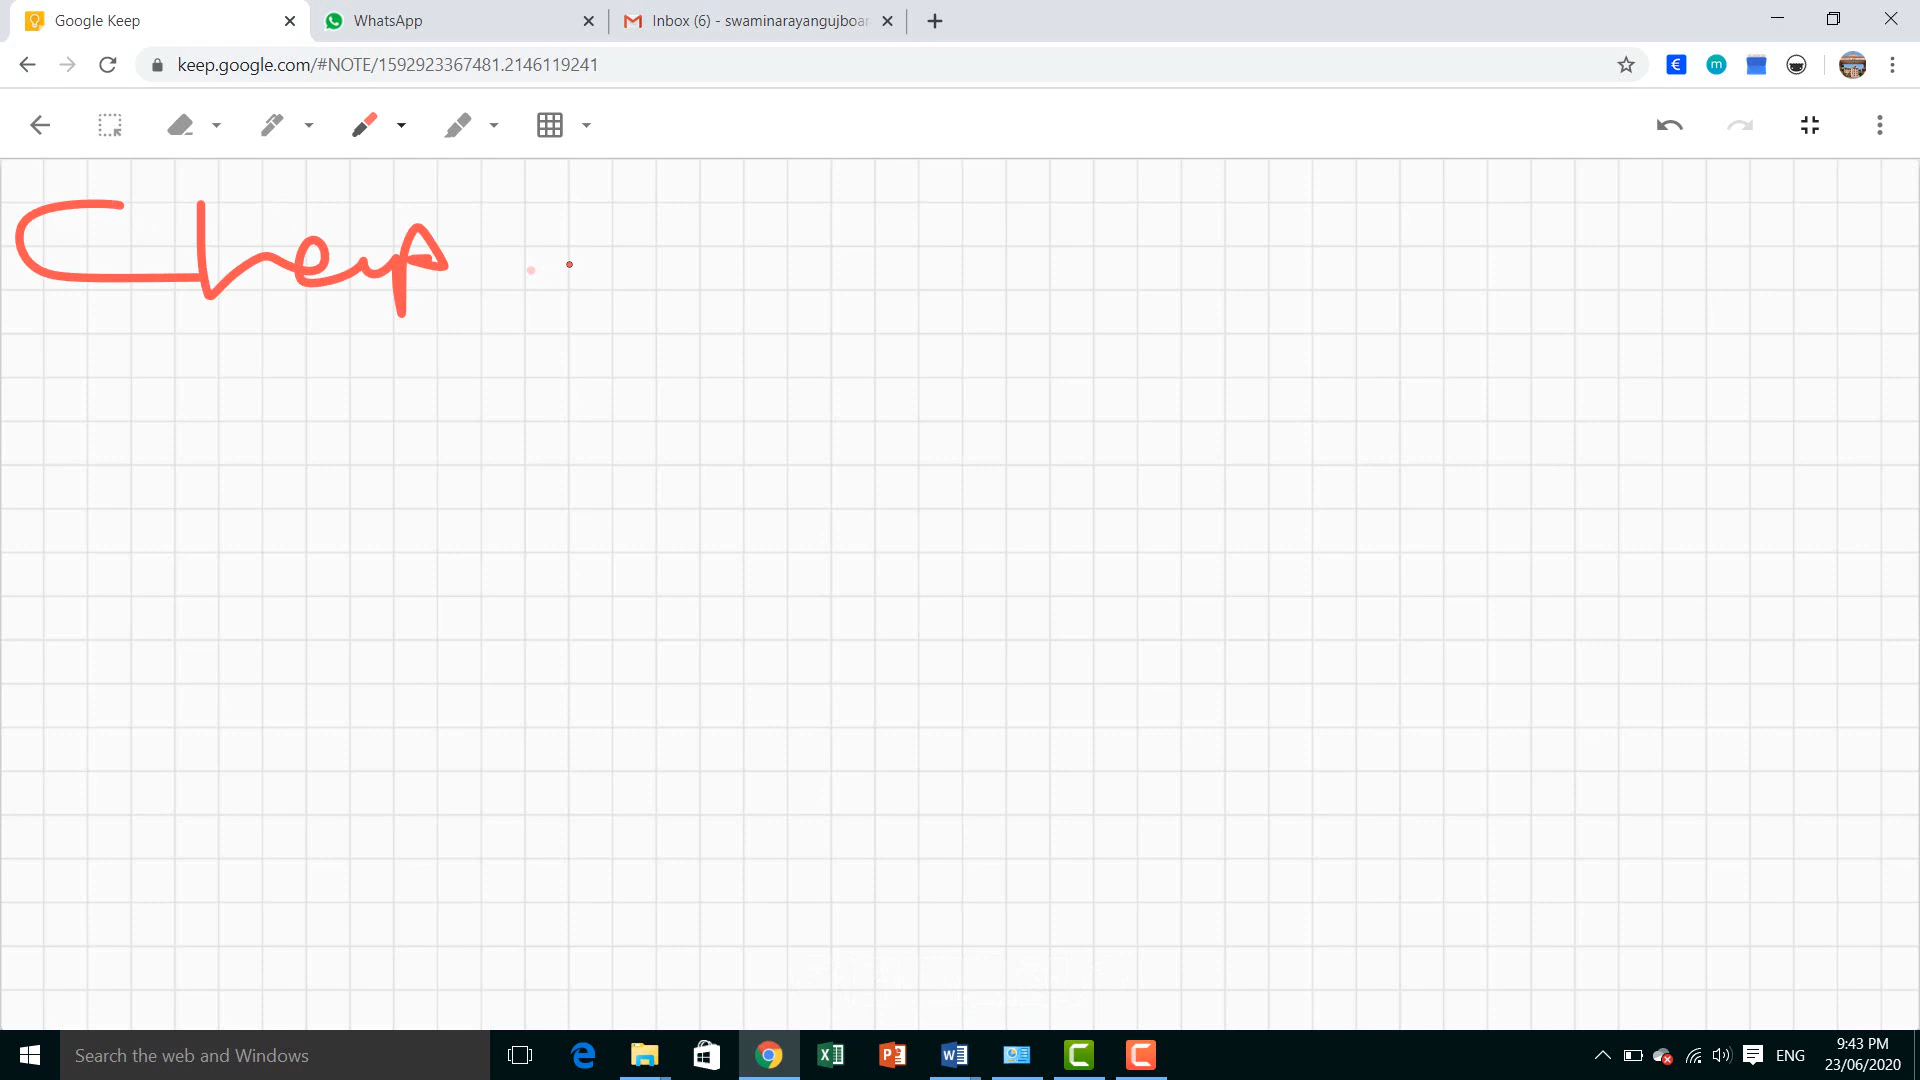 Google Keep
WhatsApp
Inbox (6) - swaminarayangujboar
keep.google.com/#NOTE/1592923367481.2146119241
Chap
Search the web and Windows
ENG
9:43 PM
23/06/2020